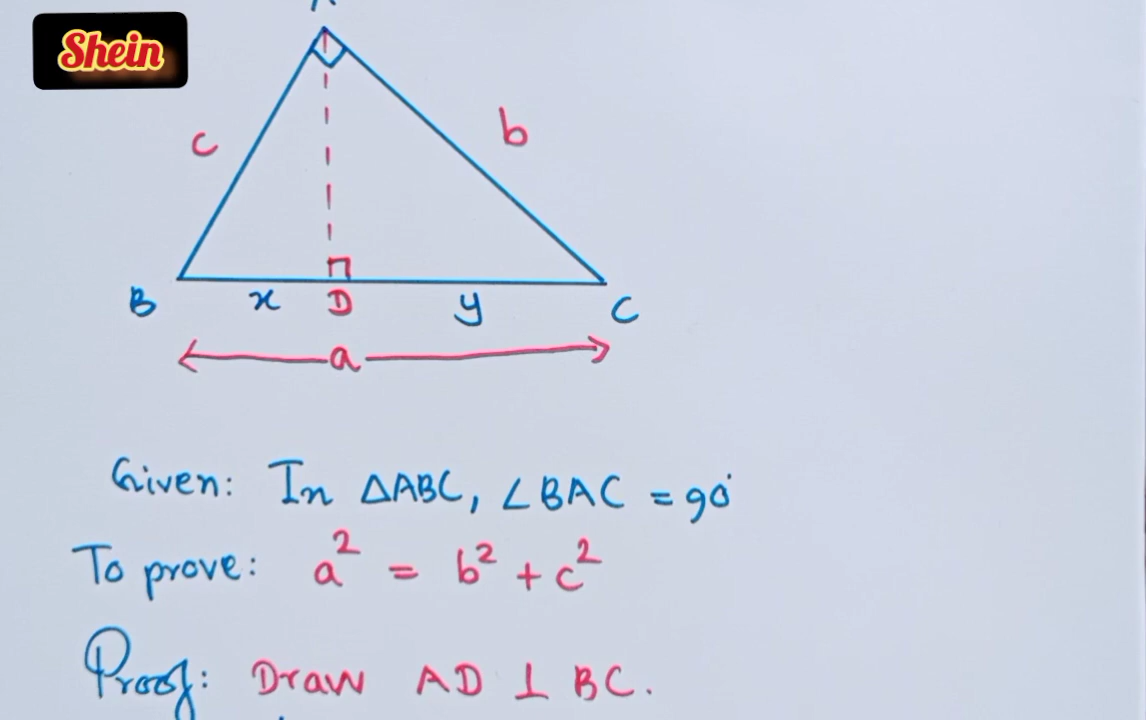 Shein
c
b
B x D y C
a
Given: In ΔABC, ∠BAC = 90°
To prove: a² = b² + c²
Proof: Draw AD ⊥ BC.